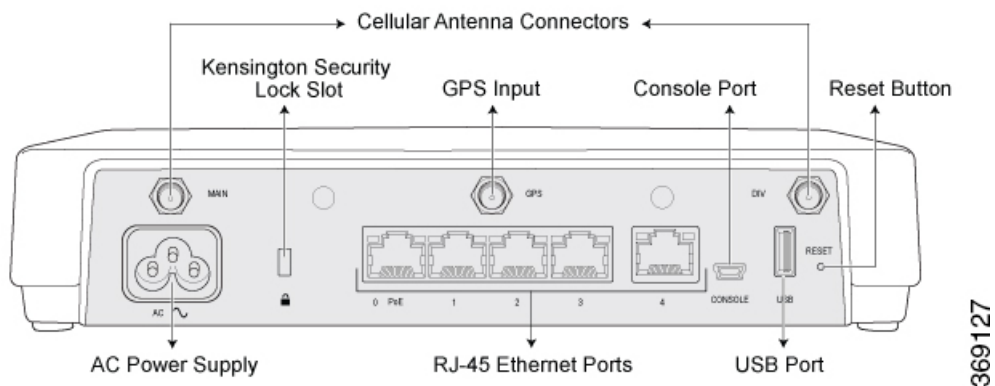 Cellular Antenna Connectors
Kensington Security
Lock Slot
GPS Input
Console Port
Reset Button
MAIN
GPS
DIV
RESET
AC
0 PoE
1
2
3
4
CONSOLE
USB
AC Power Supply
RJ-45 Ethernet Ports
USB Port
369127